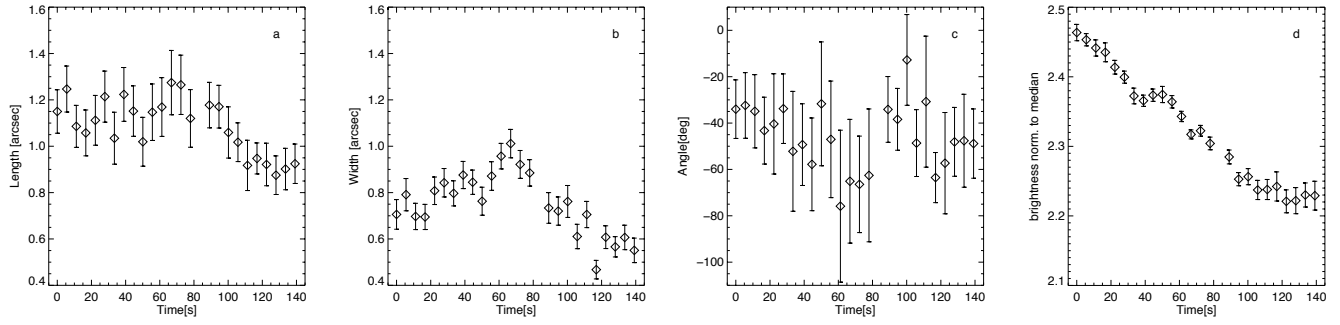 a
1.6
1.4
1.2
1.0
0.8
0.6
0.4
Length [arcsec]
0 20 40 60 80 100 120 140
Time[s]
b
1.6
1.4
1.2
1.0
0.8
0.6
0.4
Width [arcsec]
0 20 40 60 80 100 120 140
Time[s]
c
0
−20
−40
−60
−80
−100
Angle[deg]
0 20 40 60 80 100 120 140
Time[s]
d
2.5
2.4
2.3
2.2
2.1
brightness norm. to median
0 20 40 60 80 100 120 140
Time[s]